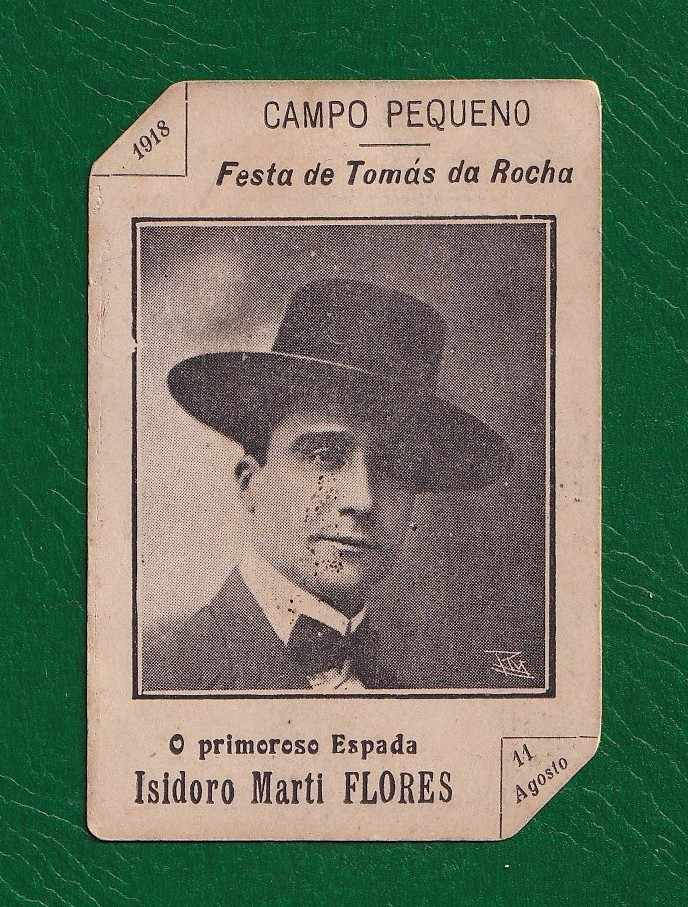 1918
CAMPO PEQUENO
Festa de Tomás da Rocha
O primoroso Espada
Isidoro Marti FLORES
11
Agosto